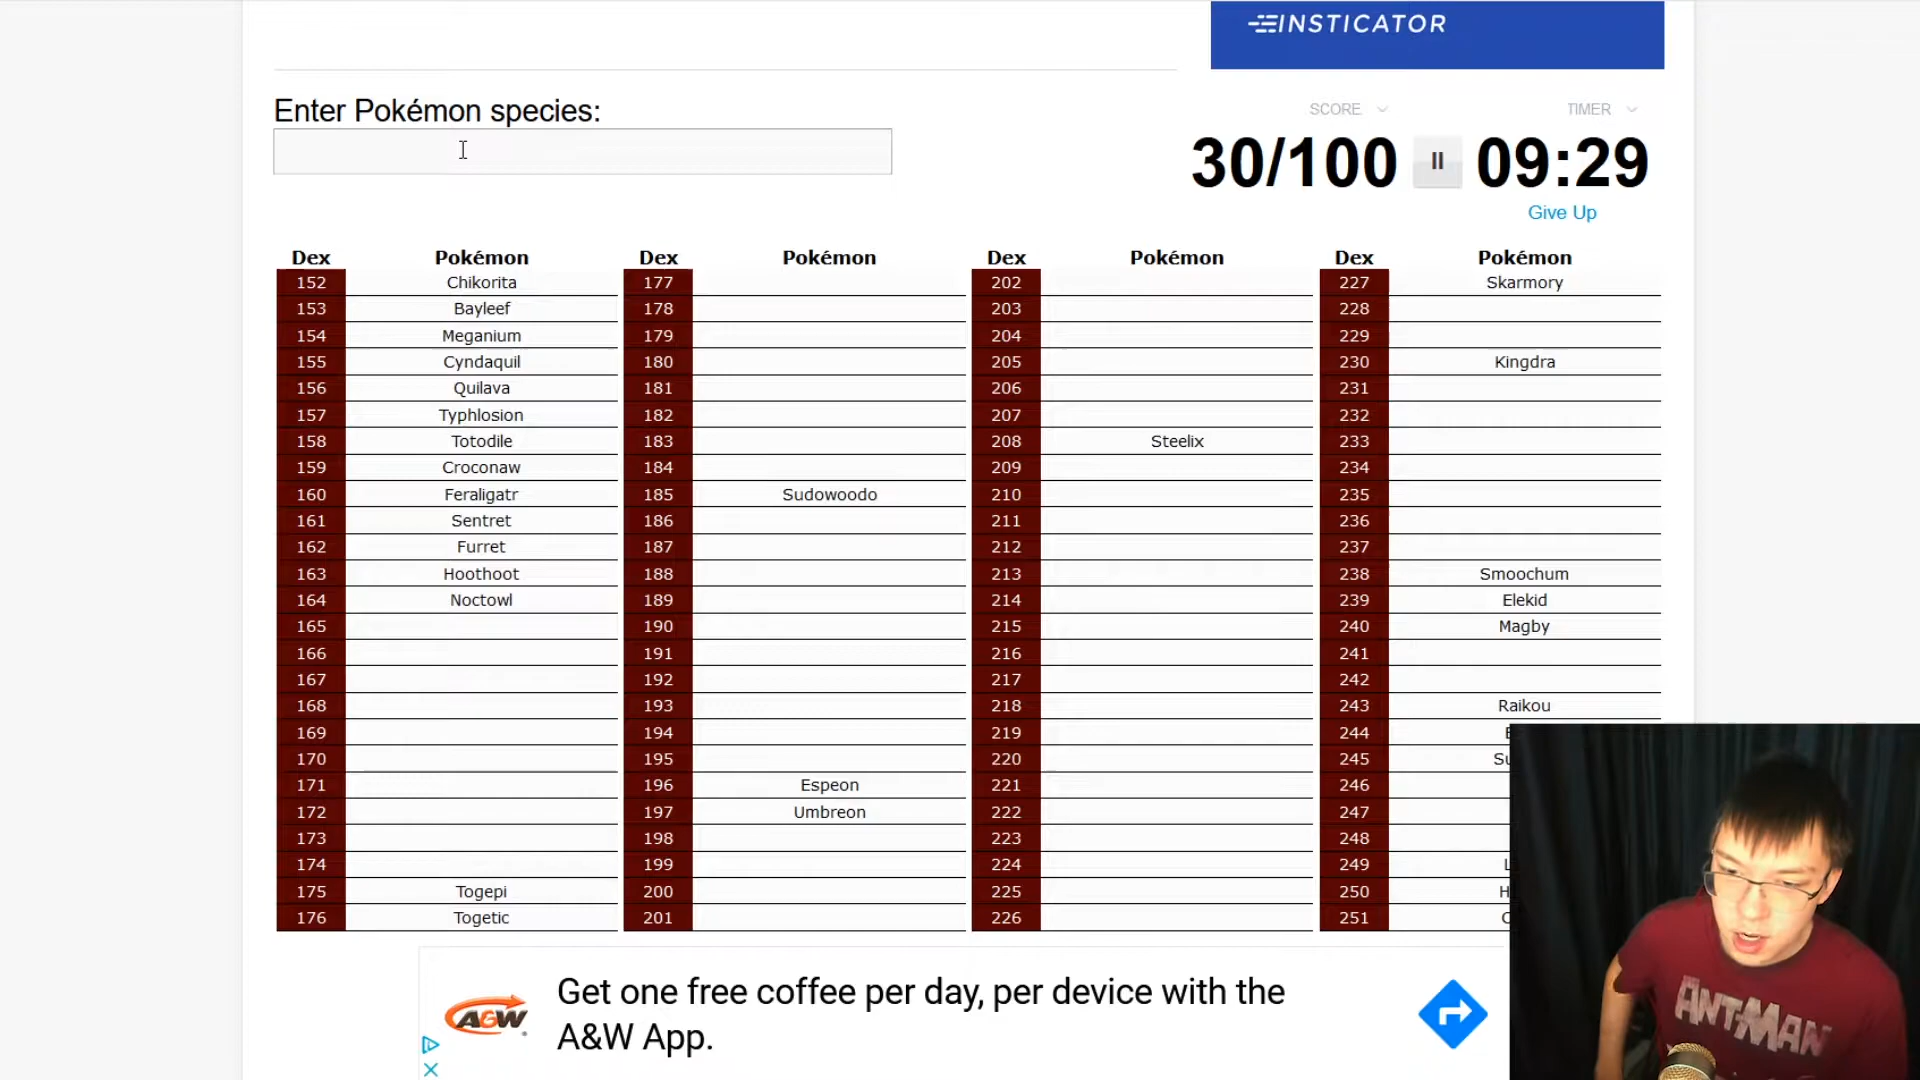 INSTICATOR
Enter Pokémon species:
SCORE
TIMER
30/100
09:29
Give Up
Dex Pokémon Dex Pokémon Dex Pokémon Dex Pokémon
152 Chikorita 177 202 227 Skarmory
153 Bayleef 178 203 228
154 Meganium 179 204 229
155 Cyndaquil 180 205 230 Kingdra
156 Quilava 181 206 231
157 Typhlosion 182 207 232
158 Totodile 183 208 Steelix 233
159 Croconaw 184 209 234
160 Feraligatr 185 Sudowoodo 210 235
161 Sentret 186 211 236
162 Furret 187 212 237
163 Hoothoot 188 213 238 Smoochum
164 Noctowl 189 214 239 Elekid
165 190 215 240 Magby
166 191 216 241
167 192 217 242
168 193 218 243 Raikou
169 194 219 244
170 195 220 245 Su
171 196 Espeon 221 246
172 197 Umbreon 222 247
173 198 223 248
174 199 224 249
175 Togepi 200 225 250 H
176 Togetic 201 226 251
A&W
Get one free coffee per day, per device with the
A&W App.
ANT-MAN